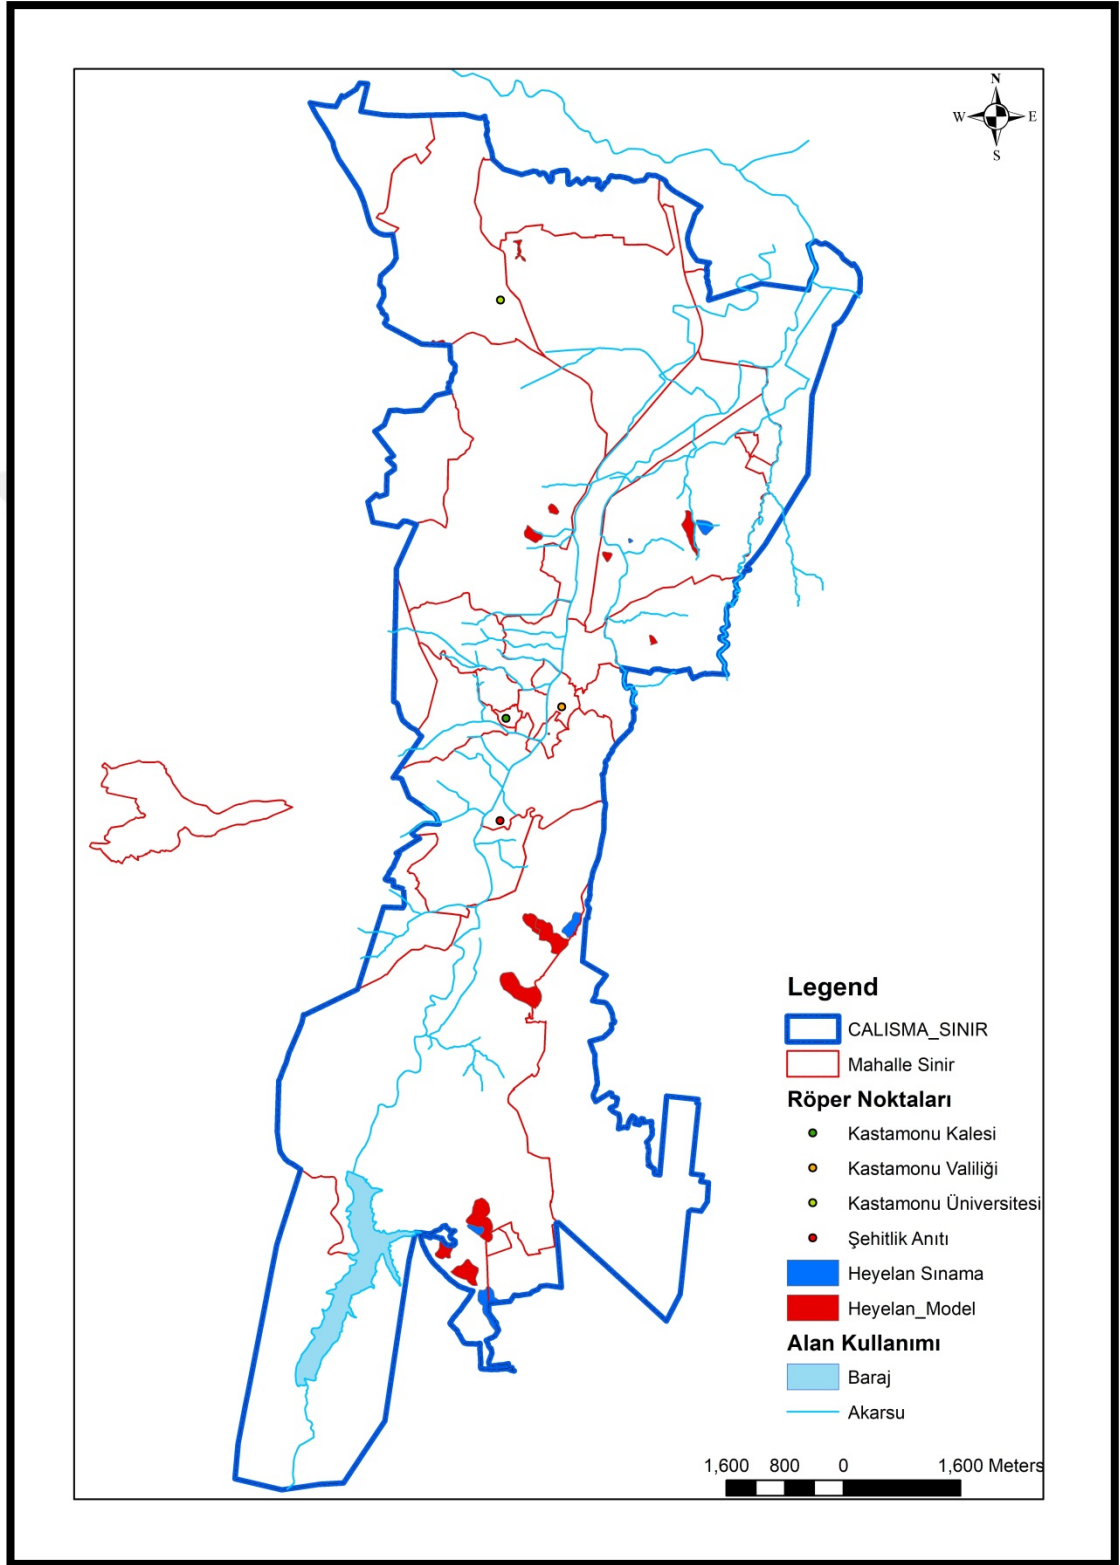 N
W E
S
Legend
CALISMA_SINIR
Mahalle Sinir
Röper Noktaları
Kastamonu Kalesi
Kastamonu Valiliği
Kastamonu Üniversitesi
Şehitlik Anıtı
Heyelan Sınama
Heyelan_Model
Alan Kullanımı
Baraj
Akarsu
1,600 800 0 1,600 Meters